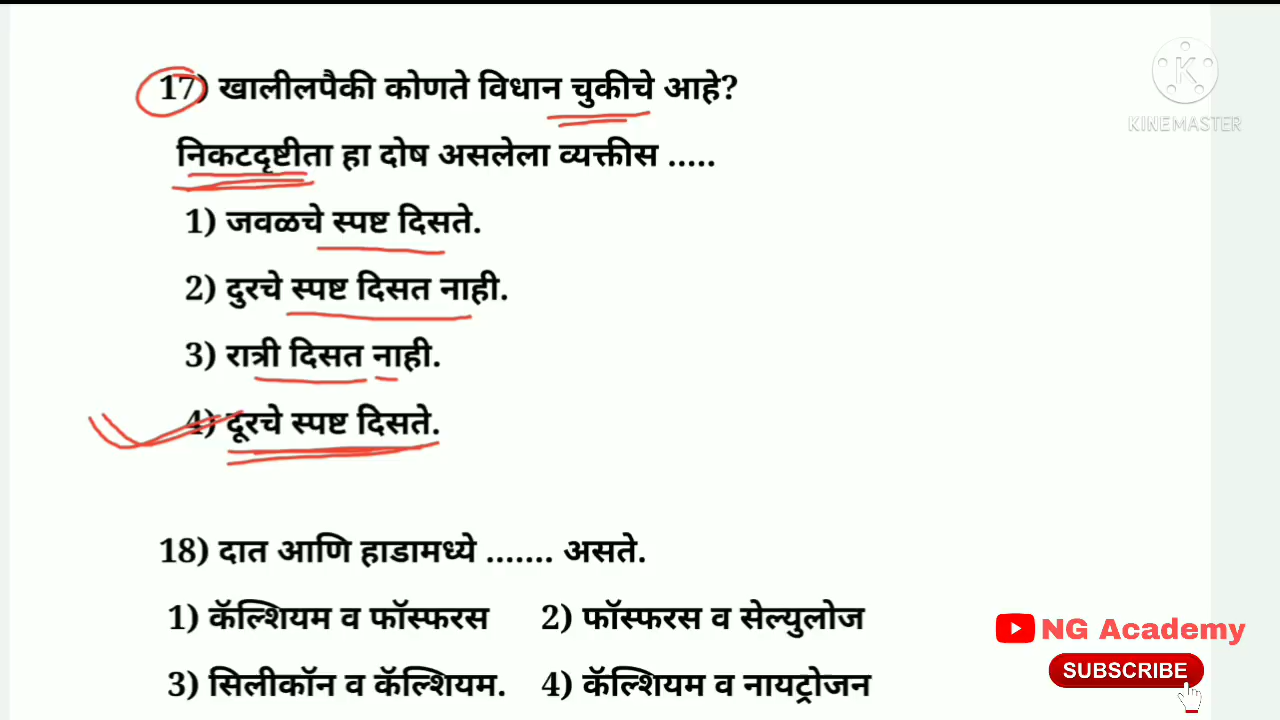 KINEMASTER
17) खालीलपैकी कोणते विधान चुकीचे आहे?
निकटदृष्टीता हा दोष असलेला व्यक्तीस .....
1) जवळचे स्पष्ट दिसते.
2) दुरचे स्पष्ट दिसत नाही.
3) रात्री दिसत नाही.
4) दूरचे स्पष्ट दिसते.
18) दात आणि हाडामध्ये ....... असते.
1) कॅल्शियम व फॉस्फरस 2) फॉस्फरस व सेल्युलोज
3) सिलीकॉन व कॅल्शियम. 4) कॅल्शियम व नायट्रोजन
NG Academy
SUBSCRIBE